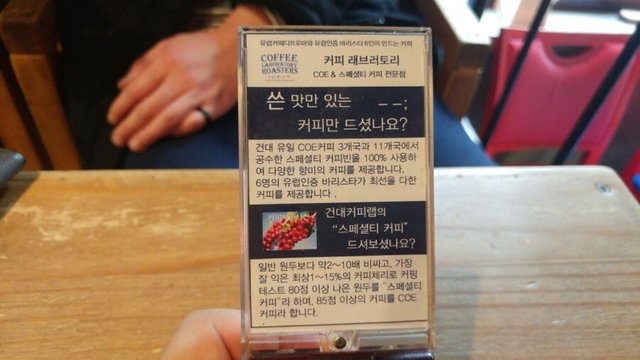 유럽커피디프로마와 유럽인증 바리스타 6인이 만드는 커피
COFFEE
LABORATORY
ROASTERS
커피 래브러토리
COE & 스페셜티 커피 전문점
쓴 맛만 있는 ㅡㅡ;
커피만 드셨나요?
건대 유일 COE커피 3개국과 11개국에서
공수한 스페셜티 커피빈을 100% 사용하
여 다양한 향미의 커피를 제공합니다.
6명의 유럽인증 바리스타가 최선을 다한
커피를 제공합니다 .
건대커피랩의
"스페셜티 커피"
드셔보셨나요?
일반 원두보다 약2~10배 비싸고, 가장
잘 익은 최상1~15%의 커피체리로 커핑
테스트 80점 이상 나온 원두를 "스페셜티
커피"라 하며, 85점 이상의 커피를 COE
커피라 합니다.